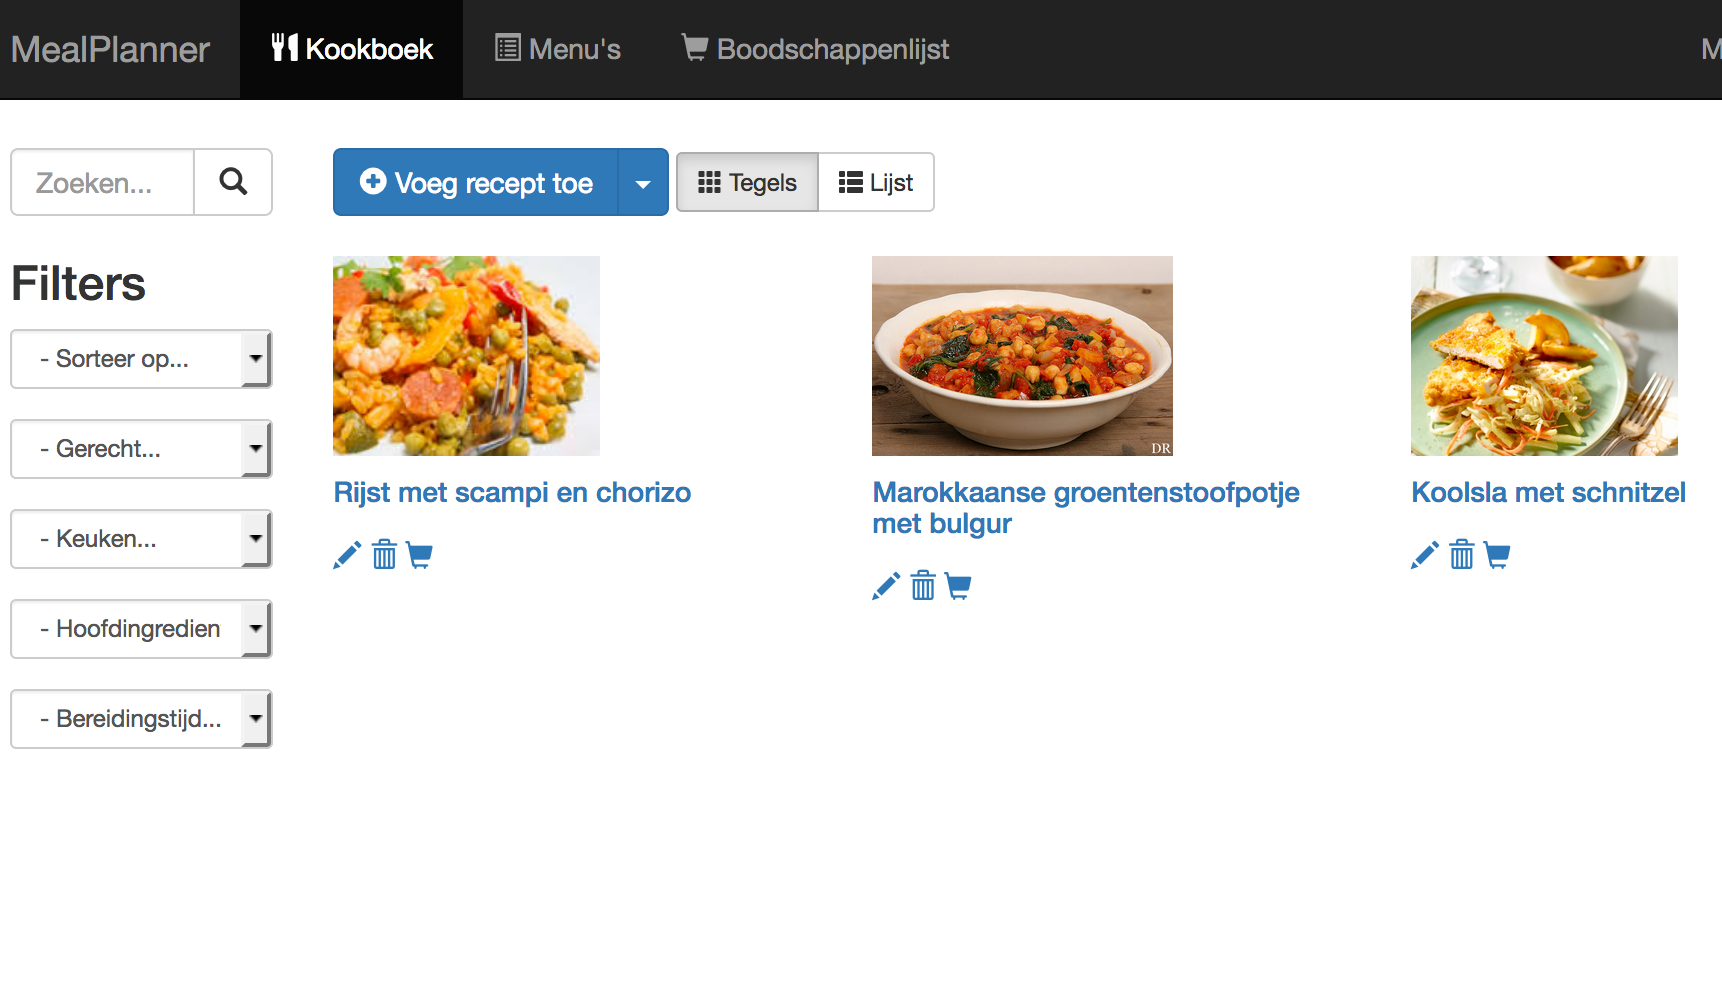 MealPlanner Kookboek Menu's Boodschappenlijst M
Zoeken... Voeg recept toe Tegels Lijst
Filters
- Sorteer op...
- Gerecht...
- Keuken...
- Hoofdingredien
- Bereidingstijd...
DR
Rijst met scampi en chorizo
Marokkaanse groentenstoofpotje
met bulgur
Koolsla met schnitzel